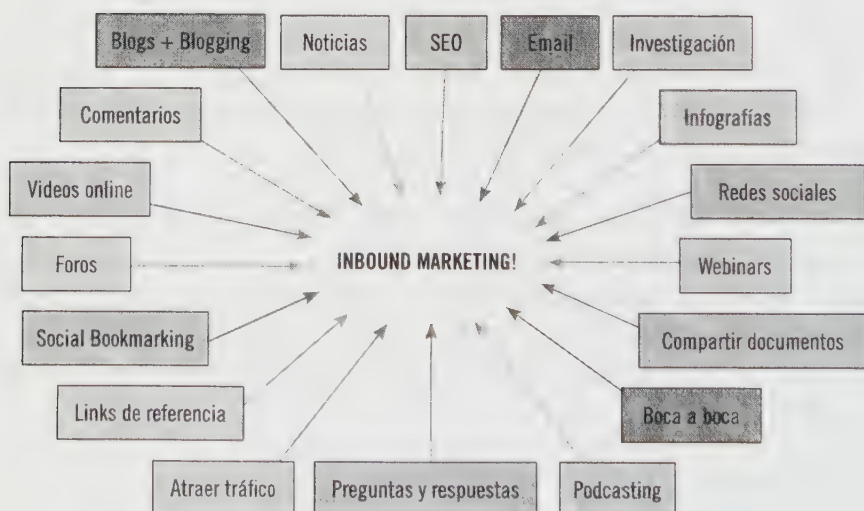 Blogs + Blogging
Noticias
SEO
Email
Investigación
Comentarios
Infografías
Videos online
Redes sociales
Foros
INBOUND MARKETING!
Webinars
Social Bookmarking
Compartir documentos
Links de referencia
Boca a boca
Atraer tráfico
Preguntas y respuestas
Podcasting